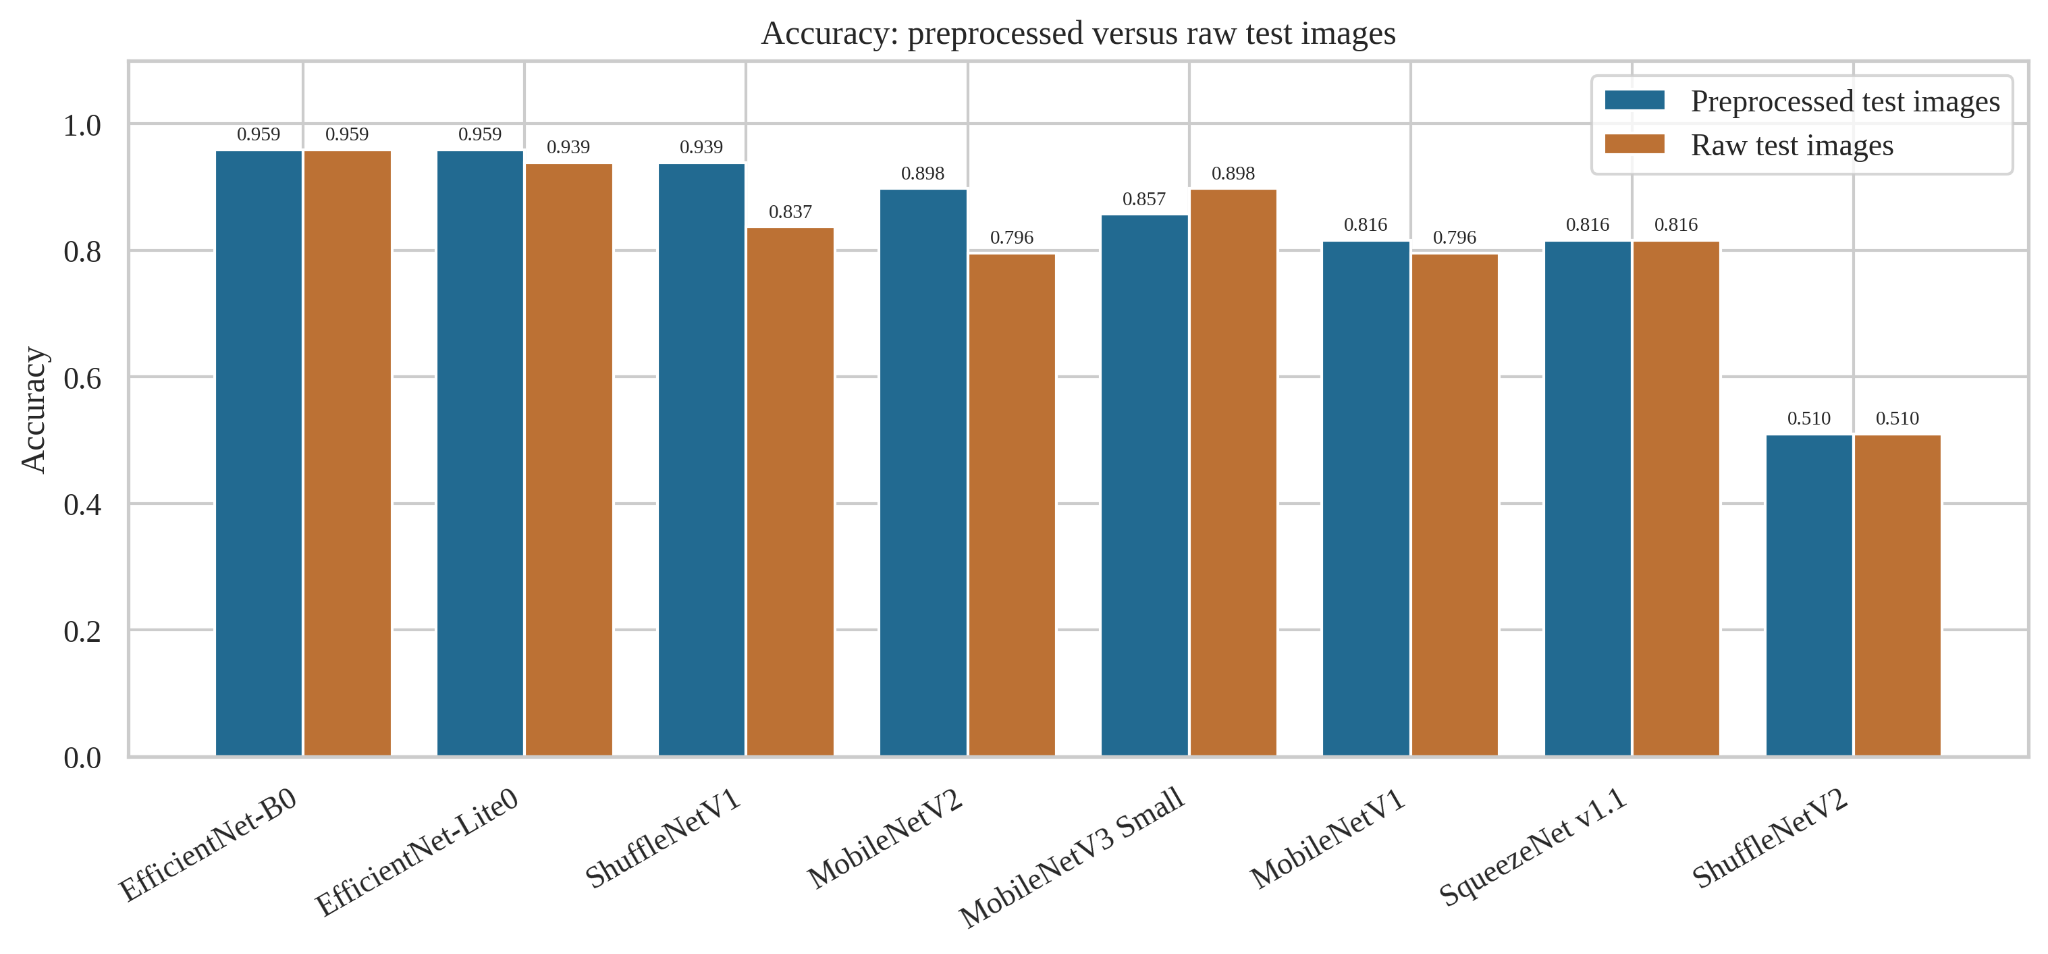 Accuracy: preprocessed versus raw test images
Preprocessed test images
Raw test images
Accuracy
1.0
0.8
0.6
0.4
0.2
0.0
0.959 0.959 0.959 0.939 0.939 0.837 0.898 0.796 0.857 0.898 0.816 0.796 0.816 0.816 0.510 0.510
EfficientNet-B0
EfficientNet-Lite0
ShuffleNetV1
MobileNetV2
MobileNetV3 Small
MobileNetV1
SqueezeNet v1.1
ShuffleNetV2